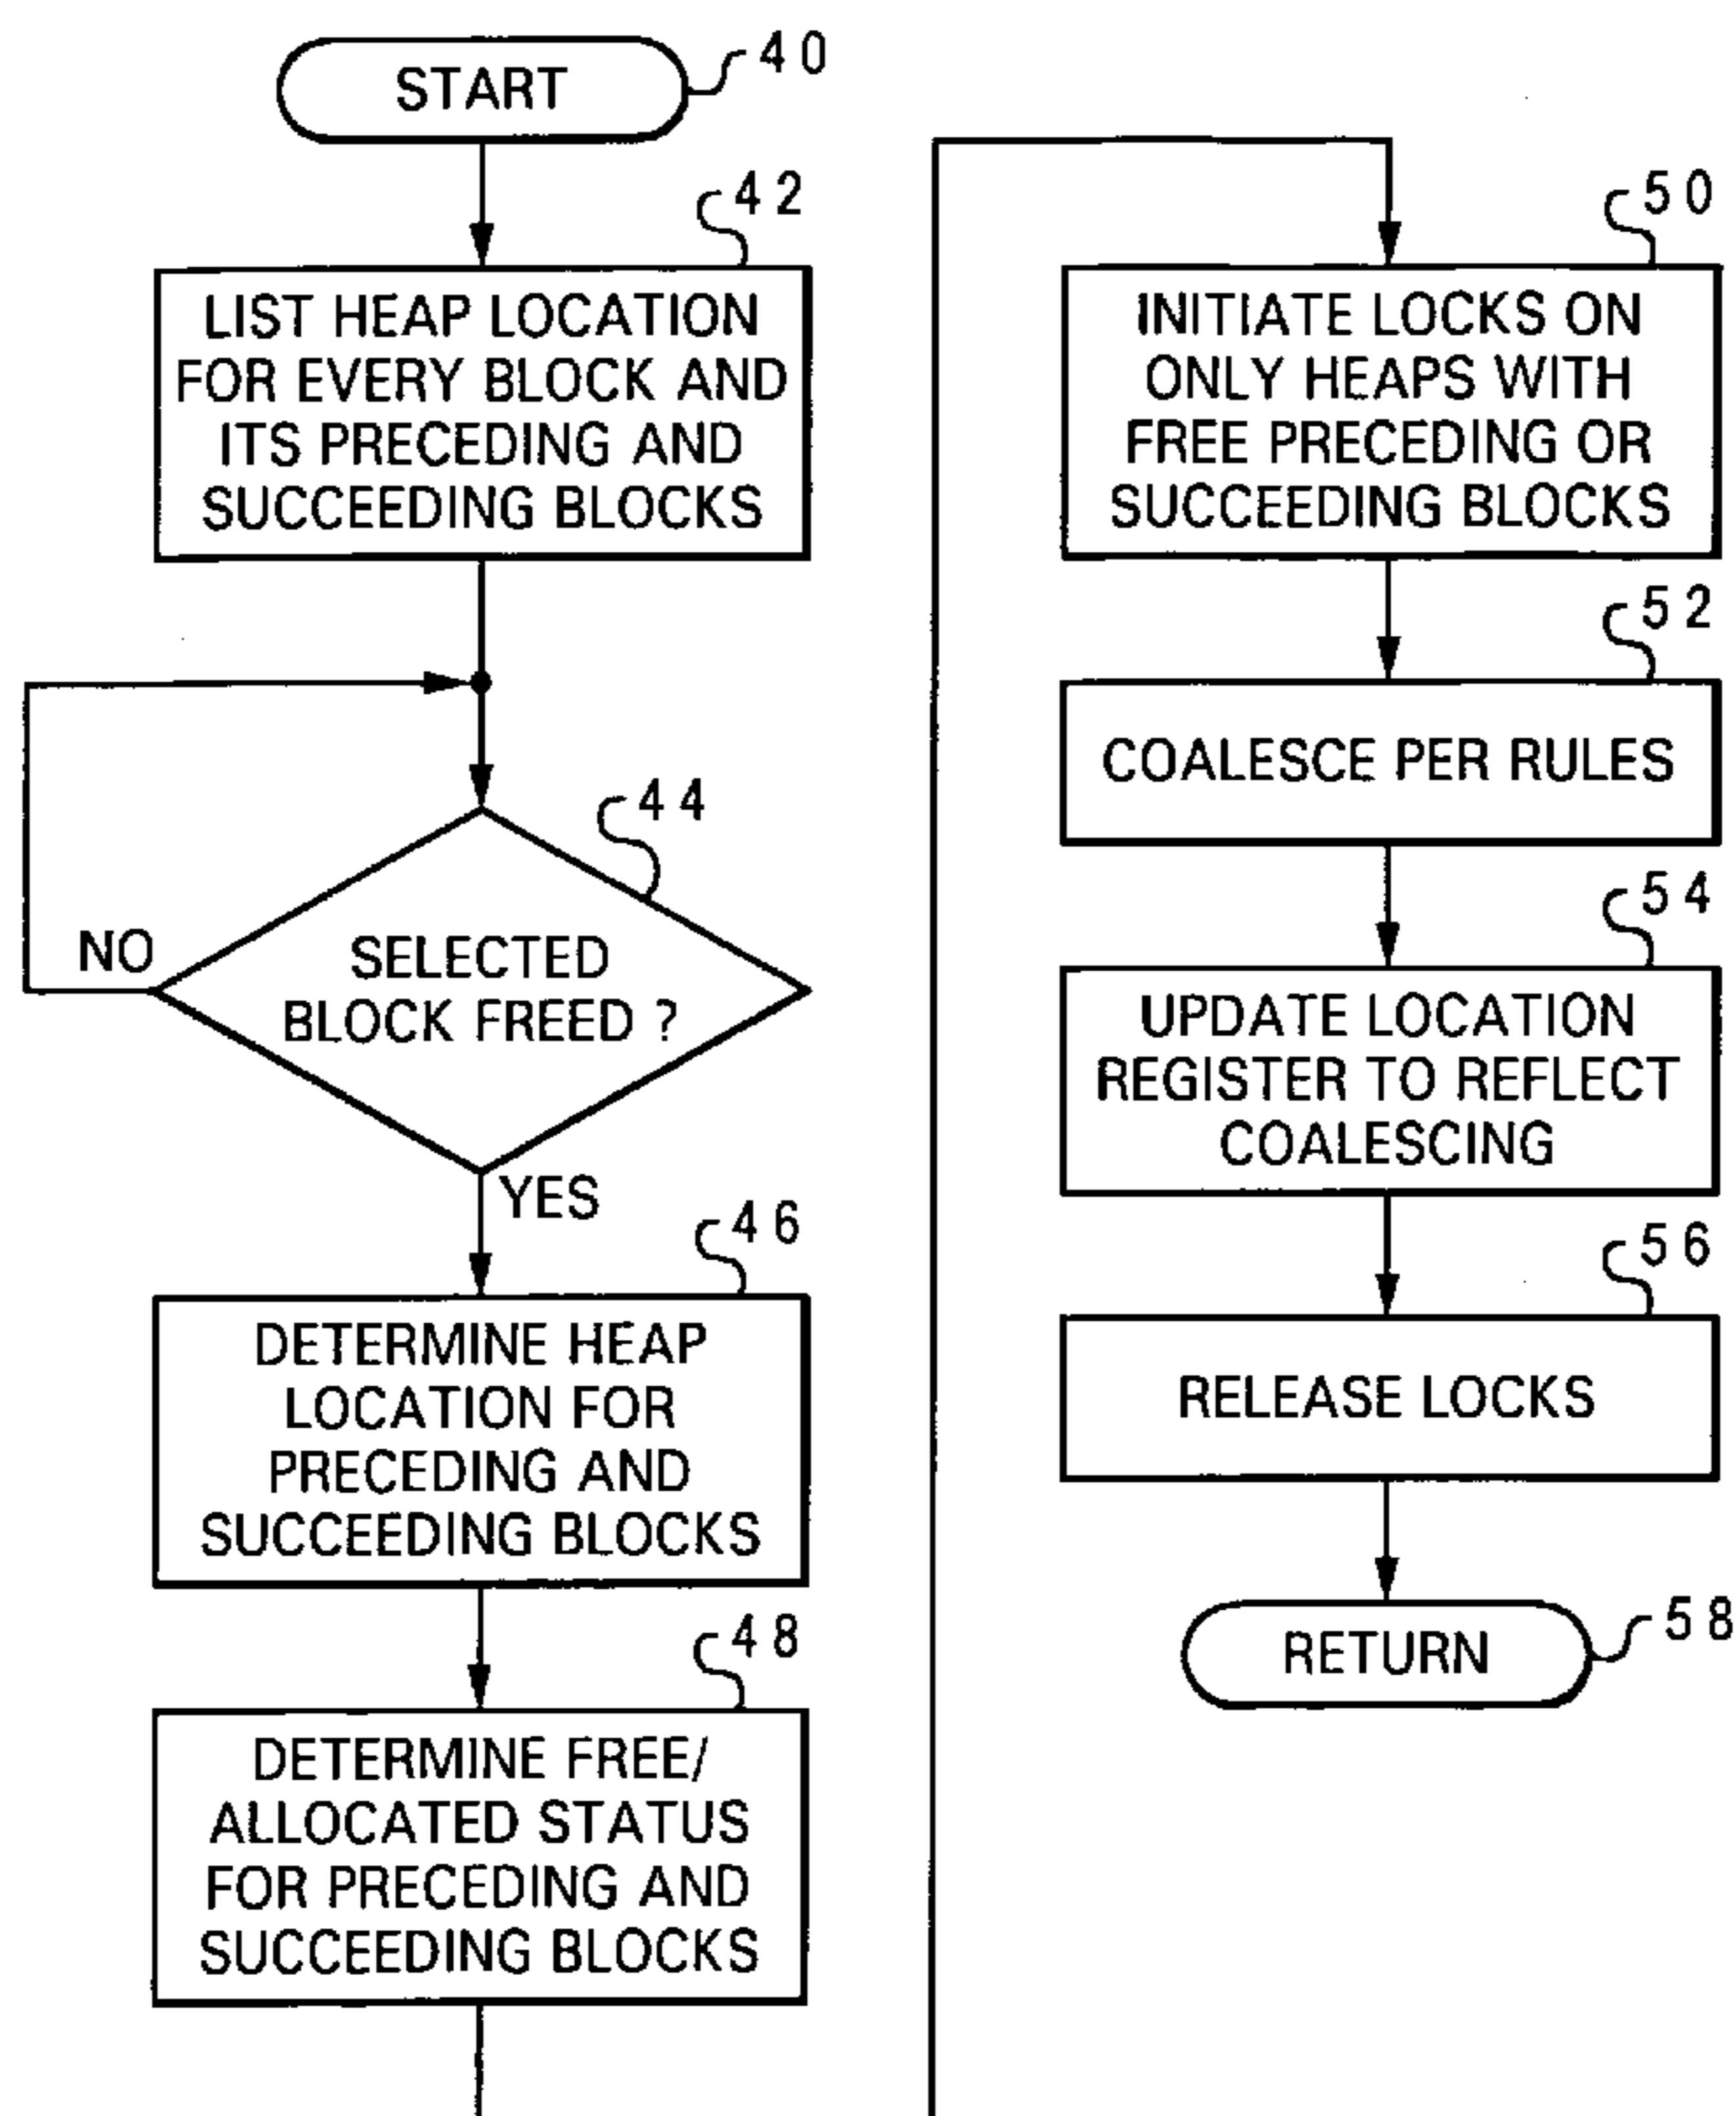 START
40
42
LIST HEAP LOCATION
FOR EVERY BLOCK AND
ITS PRECEDING AND
SUCCEEDING BLOCKS
44
NO
SELECTED
BLOCK FREED ?
YES
46
DETERMINE HEAP
LOCATION FOR
PRECEDING AND
SUCCEEDING BLOCKS
48
DETERMINE FREE/
ALLOCATED STATUS
FOR PRECEDING AND
SUCCEEDING BLOCKS
50
INITIATE LOCKS ON
ONLY HEAPS WITH
FREE PRECEDING OR
SUCCEEDING BLOCKS
52
COALESCE PER RULES
54
UPDATE LOCATION
REGISTER TO REFLECT
COALESCING
56
RELEASE LOCKS
RETURN
58